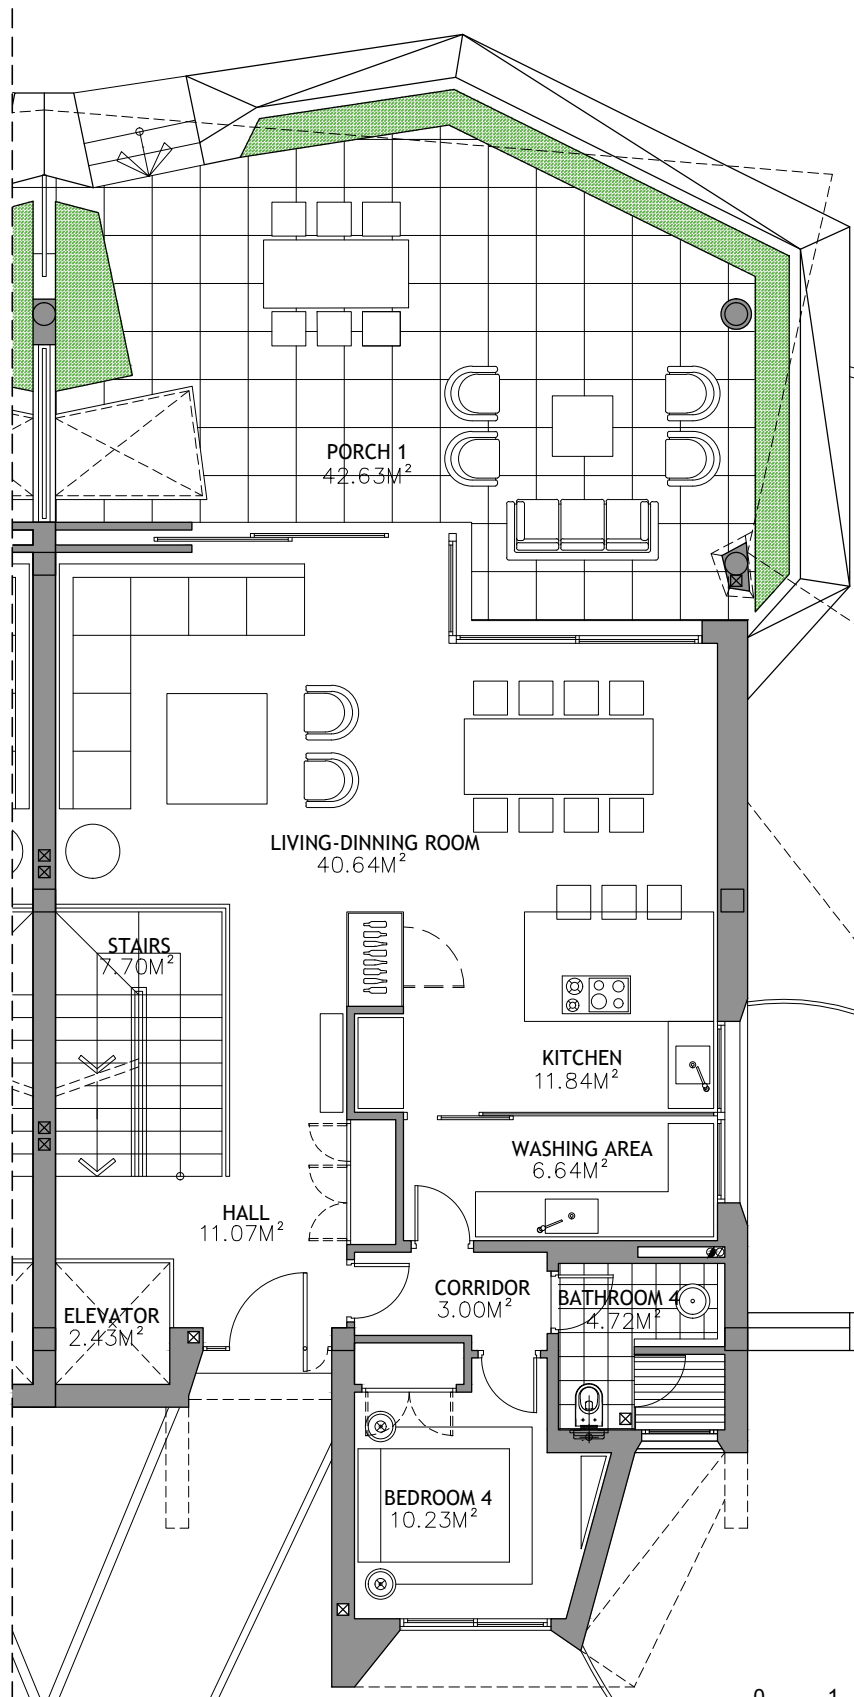 PORCH 1
42.63M²
LIVING-DINNING ROOM
40.64M²
STAIRS
7.70M²
KITCHEN
11.84M²
WASHING AREA
6.64M²
HALL
11.07M²
CORRIDOR
3.00M²
BATHROOM 4
4.72M²
ELEVATOR
2.43M²
BEDROOM 4
10.23M²
0 1